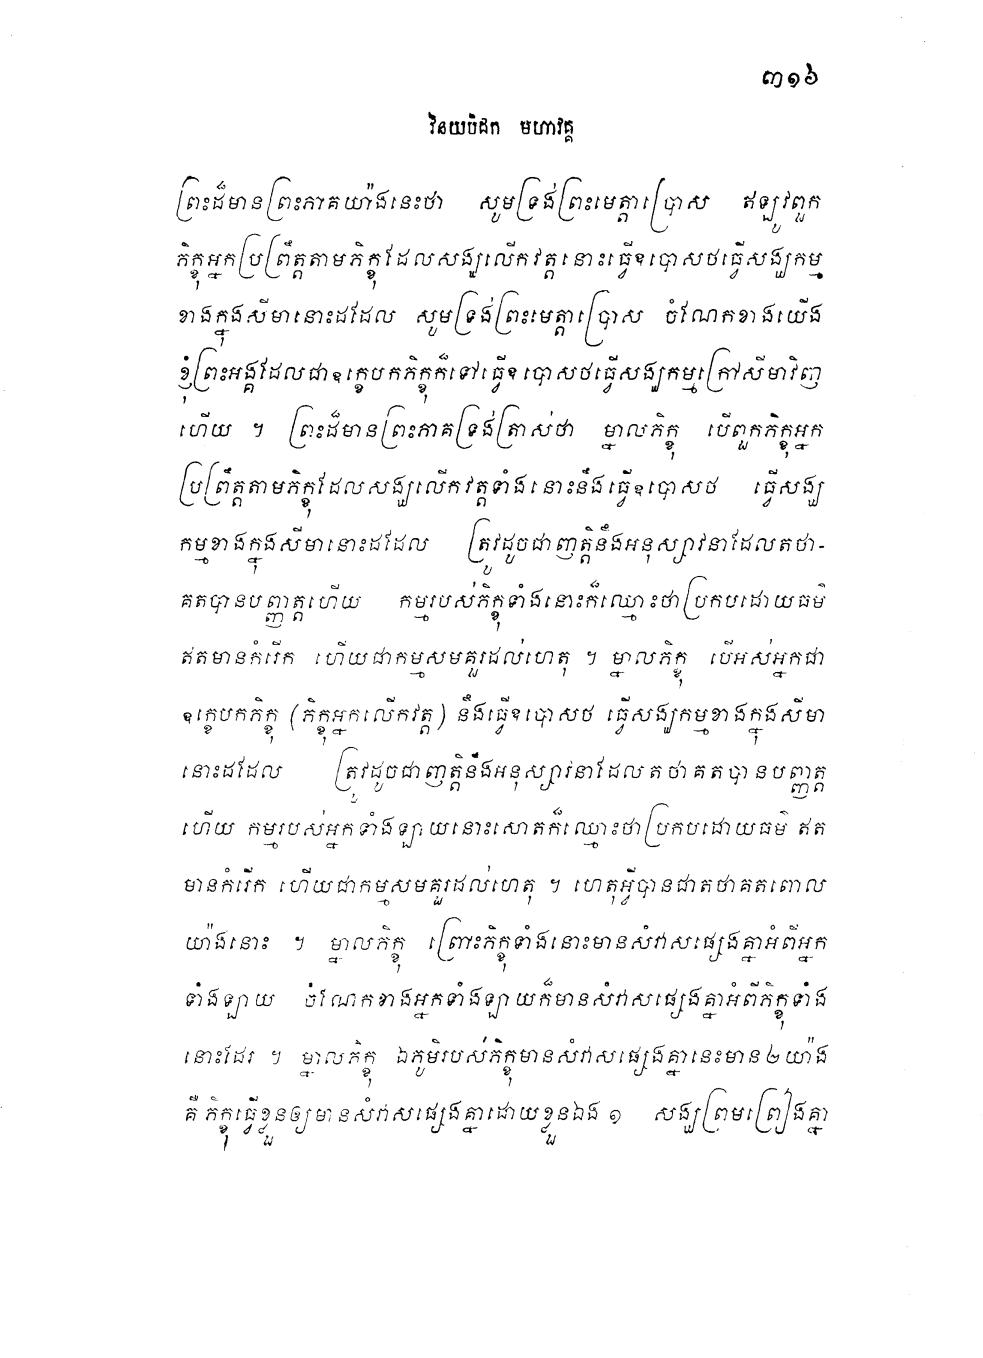 ៣១៦
វិនយបិដក មហាវគ្គ
ព្រះដ៏មានព្រះភាគយ៉ាងនេះថា សូមទ្រង់ព្រះមេត្តាប្រោស ឥឡូវពួក
ភិក្ខុអ្នកប្រព្រឹត្តតាមភិក្ខុដែលសង្ឃលើកវត្តនោះធ្វើឧបោសថធ្វើសង្ឃកម្ម
ខាងក្នុងសីមានោះដដែល សូមទ្រង់ព្រះមេត្តាប្រោស ចំណែកខាងយើង
ខ្ញុំព្រះអង្គដែលជាឧក្ខេបកភិក្ខុក៏ទៅធ្វើឧបោសថធ្វើសង្ឃកម្មក្រៅសីមាវិញ
ហើយ ។ ព្រះដ៏មានព្រះភាគទ្រង់ត្រាស់ថា ម្នាលភិក្ខុ បើពួកភិក្ខុអ្នក
ប្រព្រឹត្តតាមភិក្ខុដែលសង្ឃលើកវត្តទាំងនោះនឹងធ្វើឧបោសថ ធ្វើសង្ឃ
កម្មខាងក្នុងសីមានោះដដែល ត្រូវដូចជាញត្តិនឹងអនុស្សាវនាដែលតថា-
គតបានបញ្ញាត្តហើយ កម្មរបស់ភិក្ខុទាំងនោះក៏ឈ្មោះថាប្រកបដោយធម៌
ឥតមានកំរើក ហើយជាកម្មសមគួរដល់ហេតុ ។ ម្នាលភិក្ខុ បើអស់អ្នកជា
ឧក្ខេបកភិក្ខុ (ភិក្ខុអ្នកលើកវត្ត) នឹងធ្វើឧបោសថ ធ្វើសង្ឃកម្មខាងក្នុងសីមា
នោះដដែល ត្រូវដូចជាញត្តិនឹងអនុស្សាវនាដែលតថាគតបានបញ្ញាត្ត
ហើយ កម្មរបស់អ្នកទាំងឡាយនោះសោតក៏ឈ្មោះថាប្រកបដោយធម៌ ឥត
មានកំរើក ហើយជាកម្មសមគួរដល់ហេតុ ។ ហេតុអ្វីបានជាតថាគតពោល
យ៉ាងនោះ ។ ម្នាលភិក្ខុ ព្រោះភិក្ខុទាំងនោះមានសំវាសផ្សេងគ្នាអំពីអ្នក
ទាំងឡាយ ចំណែកខាងអ្នកទាំងឡាយក៏មានសំវាសផ្សេងគ្នាអំពីភិក្ខុទាំង
នោះដែរ ។ ម្នាលភិក្ខុ ឯភូមិរបស់ភិក្ខុមានសំវាសផ្សេងគ្នានេះមាន២យ៉ាង
គឺ ភិក្ខុធ្វើខ្លួនឲ្យមានសំវាសផ្សេងគ្នាដោយខ្លួនឯង ១ សង្ឃព្រមព្រៀងគ្នា